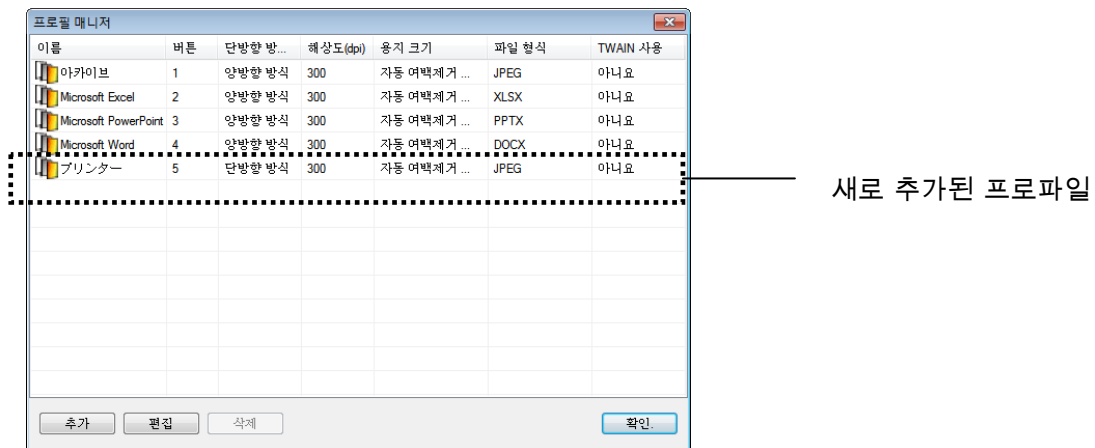 프로필 매니저
이름 버튼 단방향 방... 해상도(dpi) 용지 크기 파일 형식 TWAIN 사용
아카이브 1 양방향 방식 300 자동 여백제거 ... JPEG 아니요
Microsoft Excel 2 양방향 방식 300 자동 여백제거 ... XLSX 아니요
Microsoft PowerPoint 3 양방향 방식 300 자동 여백제거 ... PPTX 아니요
Microsoft Word 4 양방향 방식 300 자동 여백제거 ... DOCX 아니요
プリンター 5 단방향 방식 300 자동 여백제거 ... JPEG 아니요
새로 추가된 프로파일
추가 편집 삭제 확인.